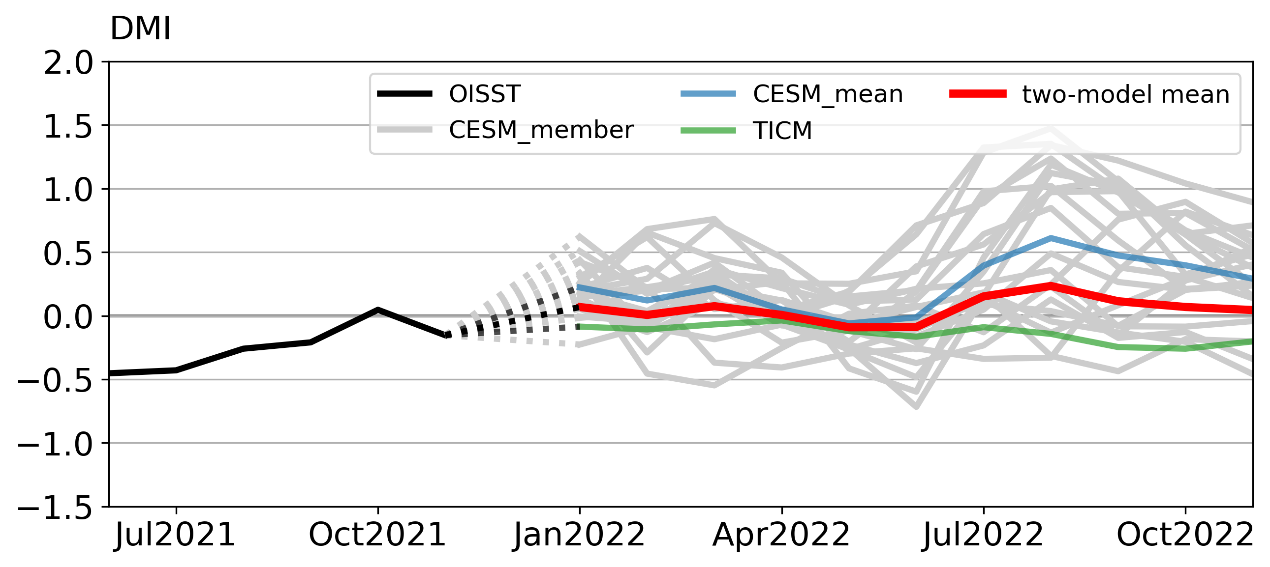 DMI
2.0
1.5
1.0
0.5
0.0
−0.5
−1.0
−1.5
OISST
CESM_member
CESM_mean
TICM
two-model mean
Jul2021 Oct2021 Jan2022 Apr2022 Jul2022 Oct2022